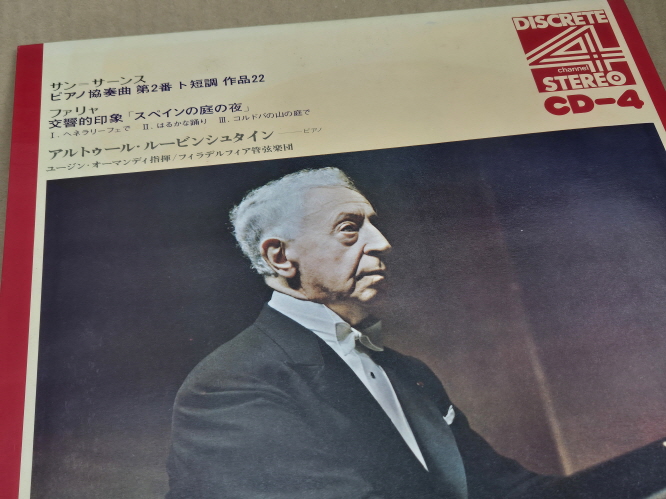 サン=サーンス
ピアノ協奏曲 第2番 ト短調 作品22
ファリャ
交響的印象「スペインの庭の夜」
I. ヘネラリーフェで II. はるかな踊り III. コルドバの山の庭で
アルトゥール・ルービンシュタイン——ピアノ
ユージン・オーマンディ指揮/フィラデルフィア管弦楽団
DISCRETE
4
channel
STEREO
CD-4